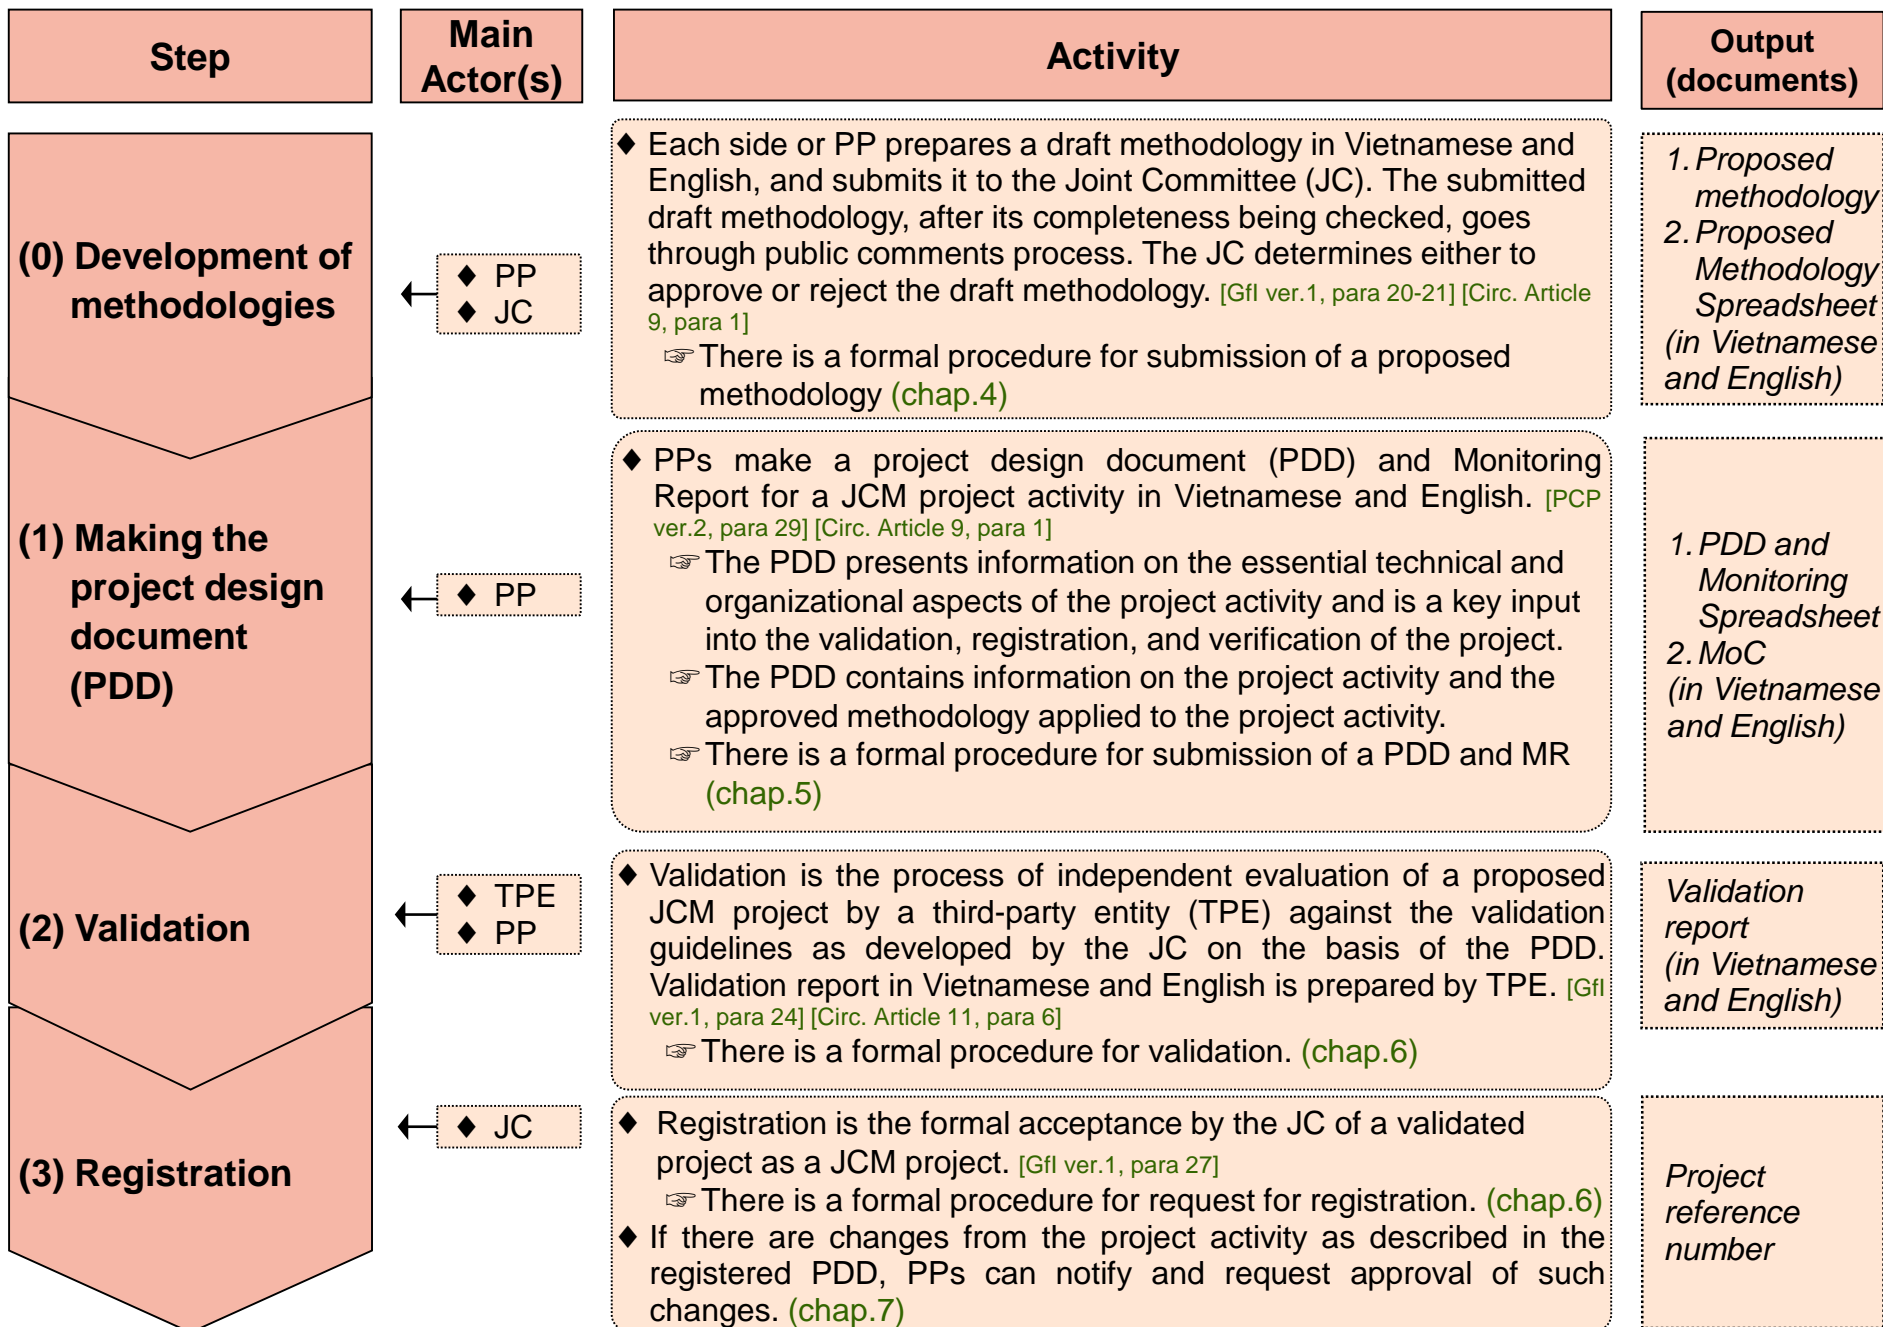 Step
Main
Actor(s)
Activity
Output
(documents)
(0) Development of
methodologies
♦ PP
♦ JC
♦ Each side or PP prepares a draft methodology in Vietnamese and
English, and submits it to the Joint Committee (JC). The submitted
draft methodology, after its completeness being checked, goes
through public comments process. The JC determines either to
approve or reject the draft methodology. [GfI ver.1, para 20-21] [Circ. Article
9, para 1]
☞ There is a formal procedure for submission of a proposed
methodology (chap.4)
1. Proposed
methodology
2. Proposed
Methodology
Spreadsheet
(in Vietnamese
and English)
(1) Making the
project design
document
(PDD)
♦ PP
♦ PPs make a project design document (PDD) and Monitoring
Report for a JCM project activity in Vietnamese and English. [PCP
ver.2, para 29] [Circ. Article 9, para 1]
☞ The PDD presents information on the essential technical and
organizational aspects of the project activity and is a key input
into the validation, registration, and verification of the project.
☞ The PDD contains information on the project activity and the
approved methodology applied to the project activity.
☞ There is a formal procedure for submission of a PDD and MR
(chap.5)
1. PDD and
Monitoring
Spreadsheet
2. MoC
(in Vietnamese
and English)
(2) Validation
♦ TPE
♦ PP
♦ Validation is the process of independent evaluation of a proposed
JCM project by a third-party entity (TPE) against the validation
guidelines as developed by the JC on the basis of the PDD.
Validation report in Vietnamese and English is prepared by TPE. [GfI
ver.1, para 24] [Circ. Article 11, para 6]
☞ There is a formal procedure for validation. (chap.6)
Validation
report
(in Vietnamese
and English)
(3) Registration
♦ JC
♦ Registration is the formal acceptance by the JC of a validated
project as a JCM project. [GfI ver.1, para 27]
☞ There is a formal procedure for request for registration. (chap.6)
♦ If there are changes from the project activity as described in the
registered PDD, PPs can notify and request approval of such
changes. (chap.7)
Project
reference
number